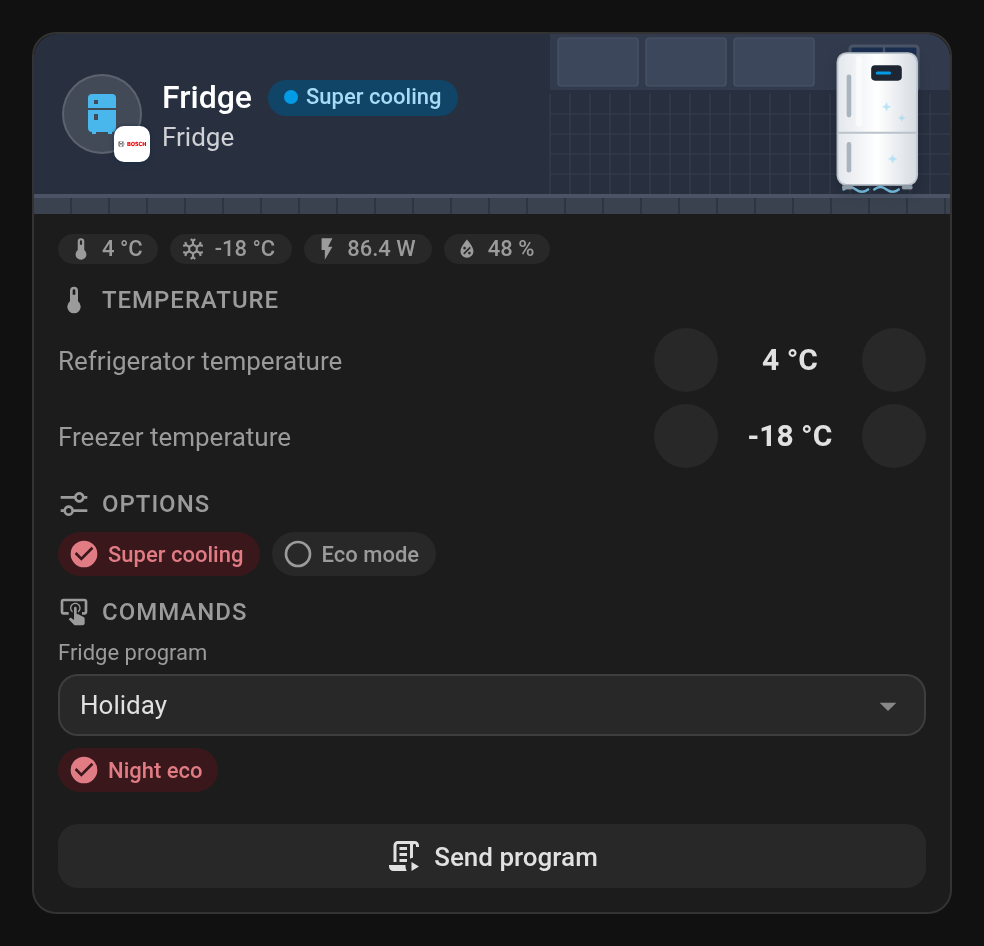 Fridge
Super cooling
Fridge
BOSCH
4 °C
-18 °C
86.4 W
48 %
TEMPERATURE
Refrigerator temperature
4 °C
Freezer temperature
-18 °C
OPTIONS
Super cooling
Eco mode
COMMANDS
Fridge program
Holiday
Night eco
Send program